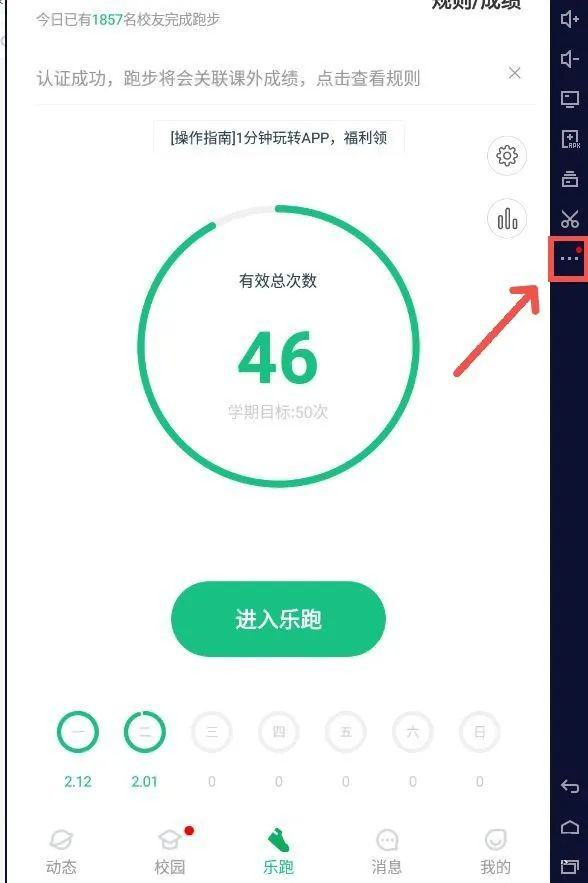 规则/成绩
今日已有1857名校友完成跑步
认证成功，跑步将会关联课外成绩，点击查看规则
[操作指南]1分钟玩转APP，福利领
有效总次数
46
学期目标:50次
进入乐跑
一 二 三 四 五 六 日
2.12 2.01 0 0 0 0 0
动态 校园 乐跑 消息 我的
APK